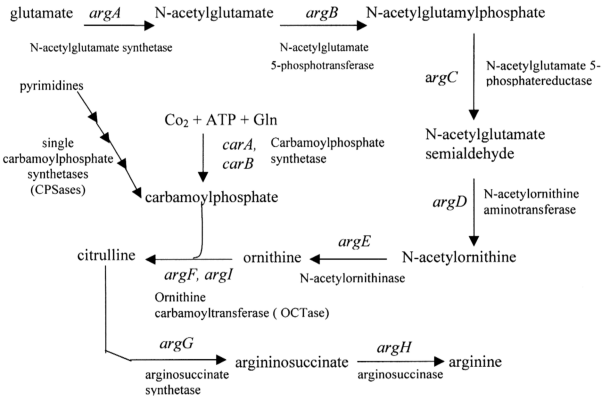 glutamate argA N-acetylglutamate argB N-acetylglutamylphosphate
N-acetylglutamate synthetase
N-acetylglutamate
5-phosphotransferase
argC
N-acetylglutamate 5-
phosphatereductase
pyrimidines
Co2 + ATP + Gln
carA,
carB
Carbamoylphosphate
synthetase
single
carbamoylphosphate
synthetases
(CPSases)
N-acetylglutamate
semialdehyde
carbamoylphosphate
argD
N-acetylornithine
aminotransferase
citrulline
argF, argI
ornithine
argE
N-acetylornithine
N-acetylornithinase
Ornithine
carbamoyltransferase ( OCTase)
argG
argininosuccinate
argH
arginine
arginosuccinate
synthetase
arginosuccinase